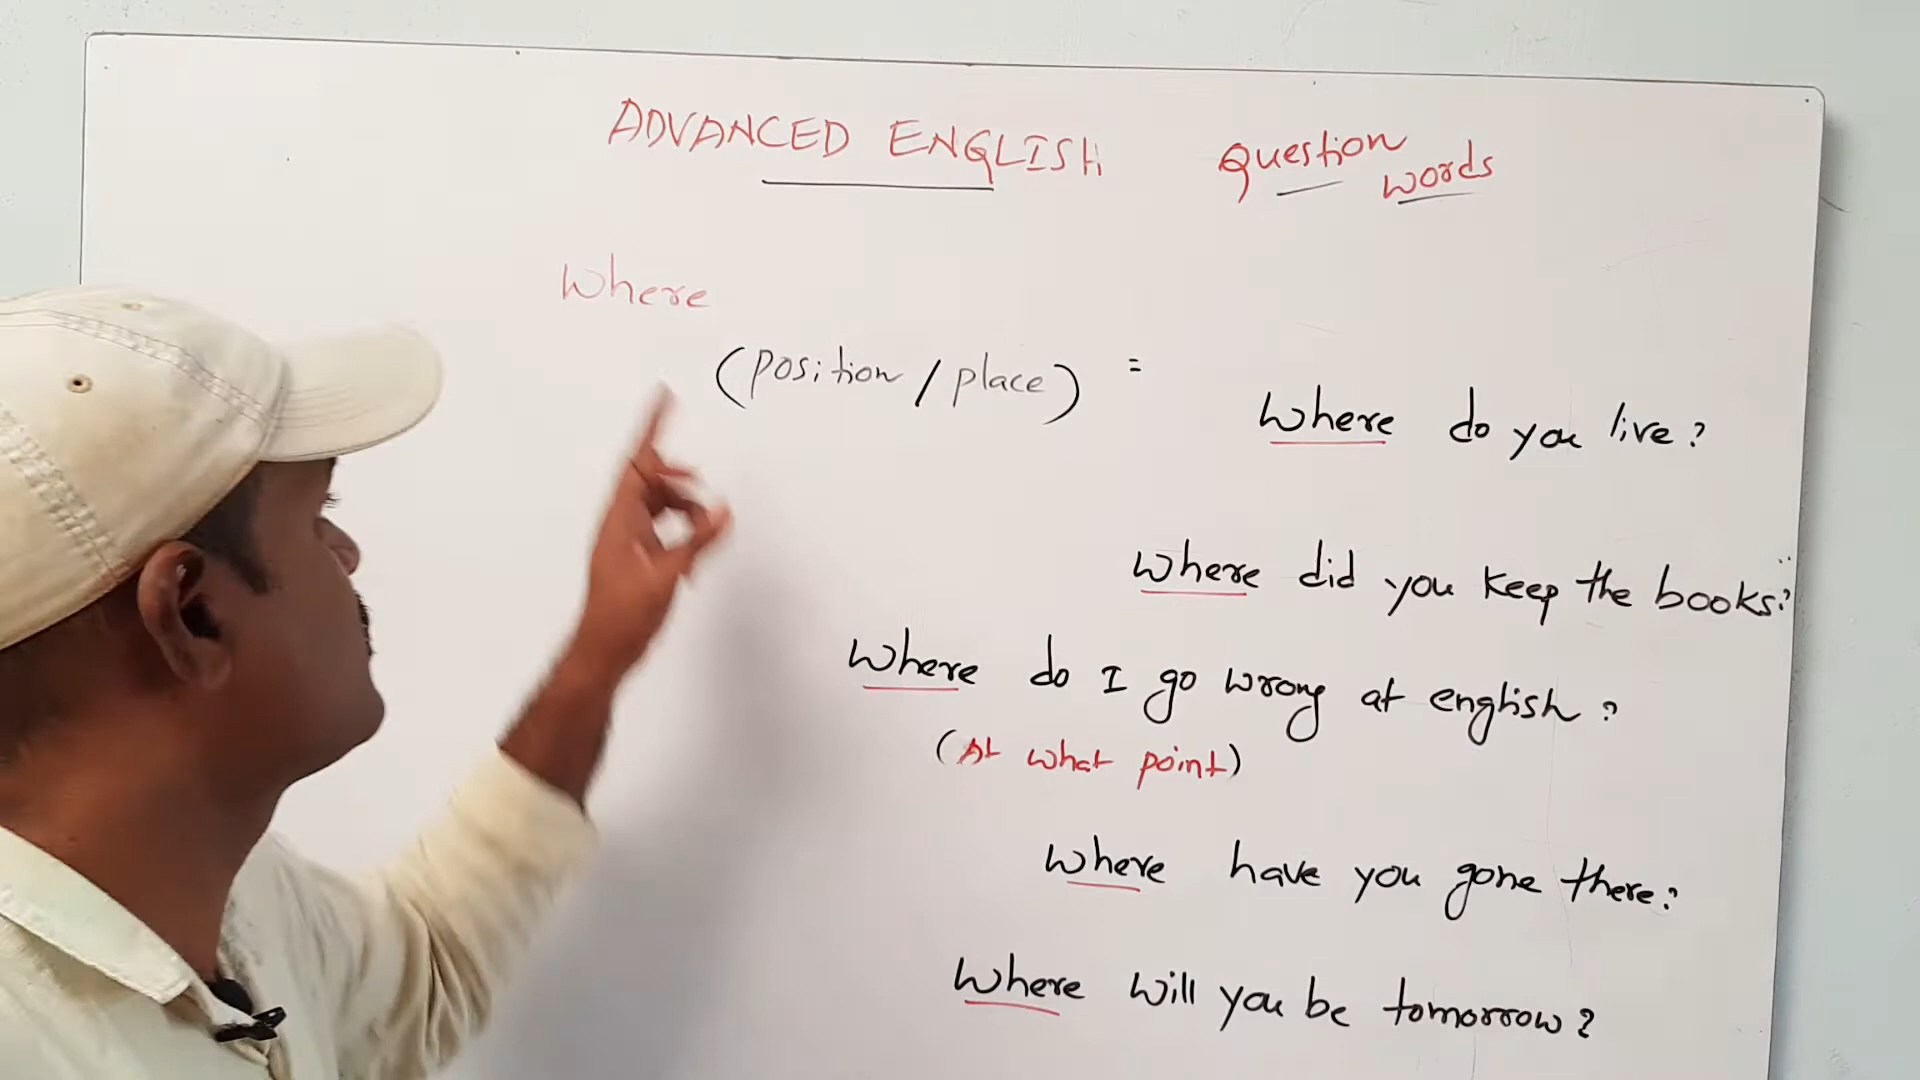 ADVANCED ENGLISH
Question words
Where
(position / place) =
Where do you live?
Where did you keep the books?
Where do I go wrong at english?
(At what point)
Where have you gone there?
Where will you be tomorrow?